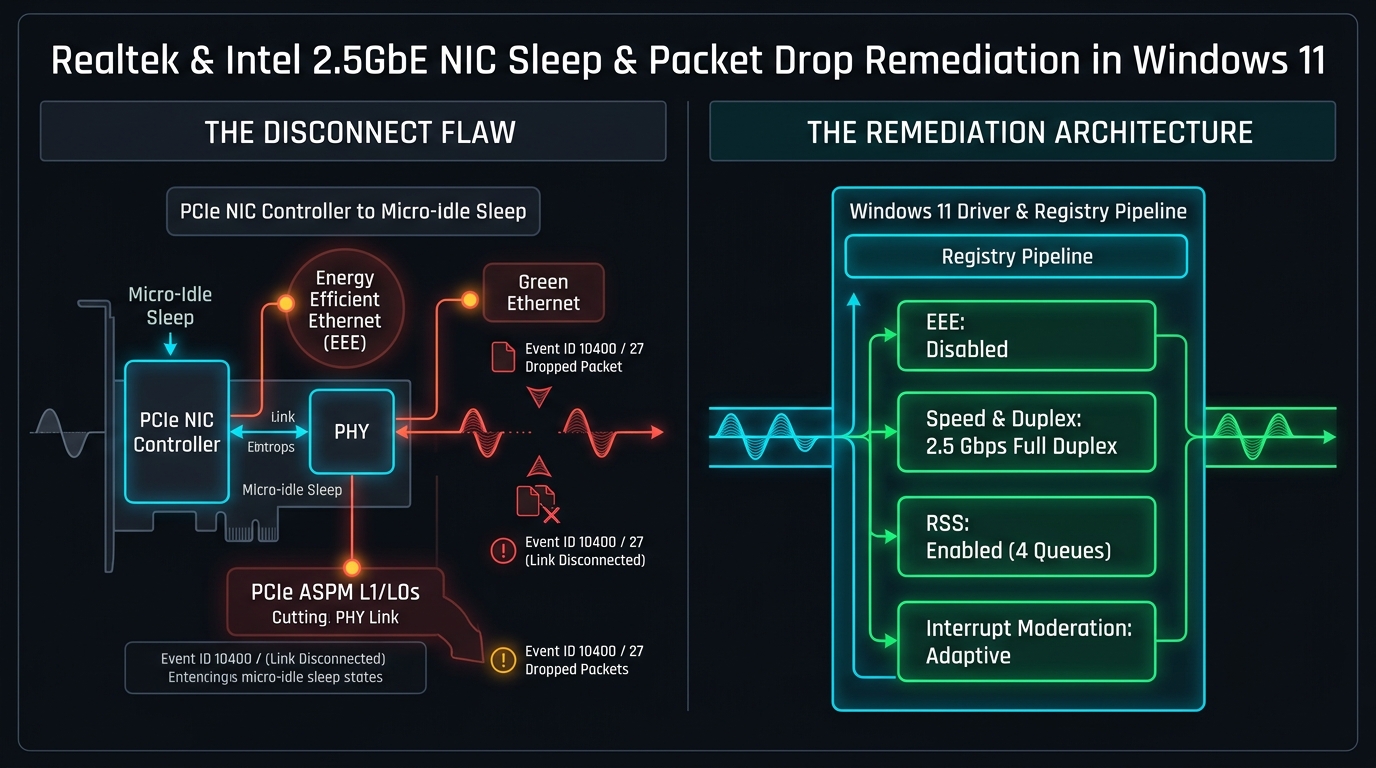 Realtek & Intel 2.5GbE NIC Sleep & Packet Drop Remediation in Windows 11
THE DISCONNECT FLAW
PCIe NIC Controller to Micro-idle Sleep
Micro-Idle
Sleep
Energy
Efficient
Ethernet
(EEE)
Green
Ethernet
Event ID 10400 / 27
Dropped Packet
PCIe NIC
Controller
Link
Emtrops
PHY
Micro-idle Sleep
Event ID 10400 / 27
(Link Disconnected)
PCIe ASPM L1/L0s
Cutting. PHY Link
Event ID 10400 / (Link Disconnected)
Entencingis micro-idle sleep states
Event ID 10400 / 27
Dropped Packets
THE REMEDIATION ARCHITECTURE
Windows 11 Driver & Registry Pipeline
Registry Pipeline
EEE:
Disabled
Speed & Duplex:
2.5 Gbps Full Duplex
RSS:
Enabled (4 Queues)
Interrupt Moderation:
Adaptive